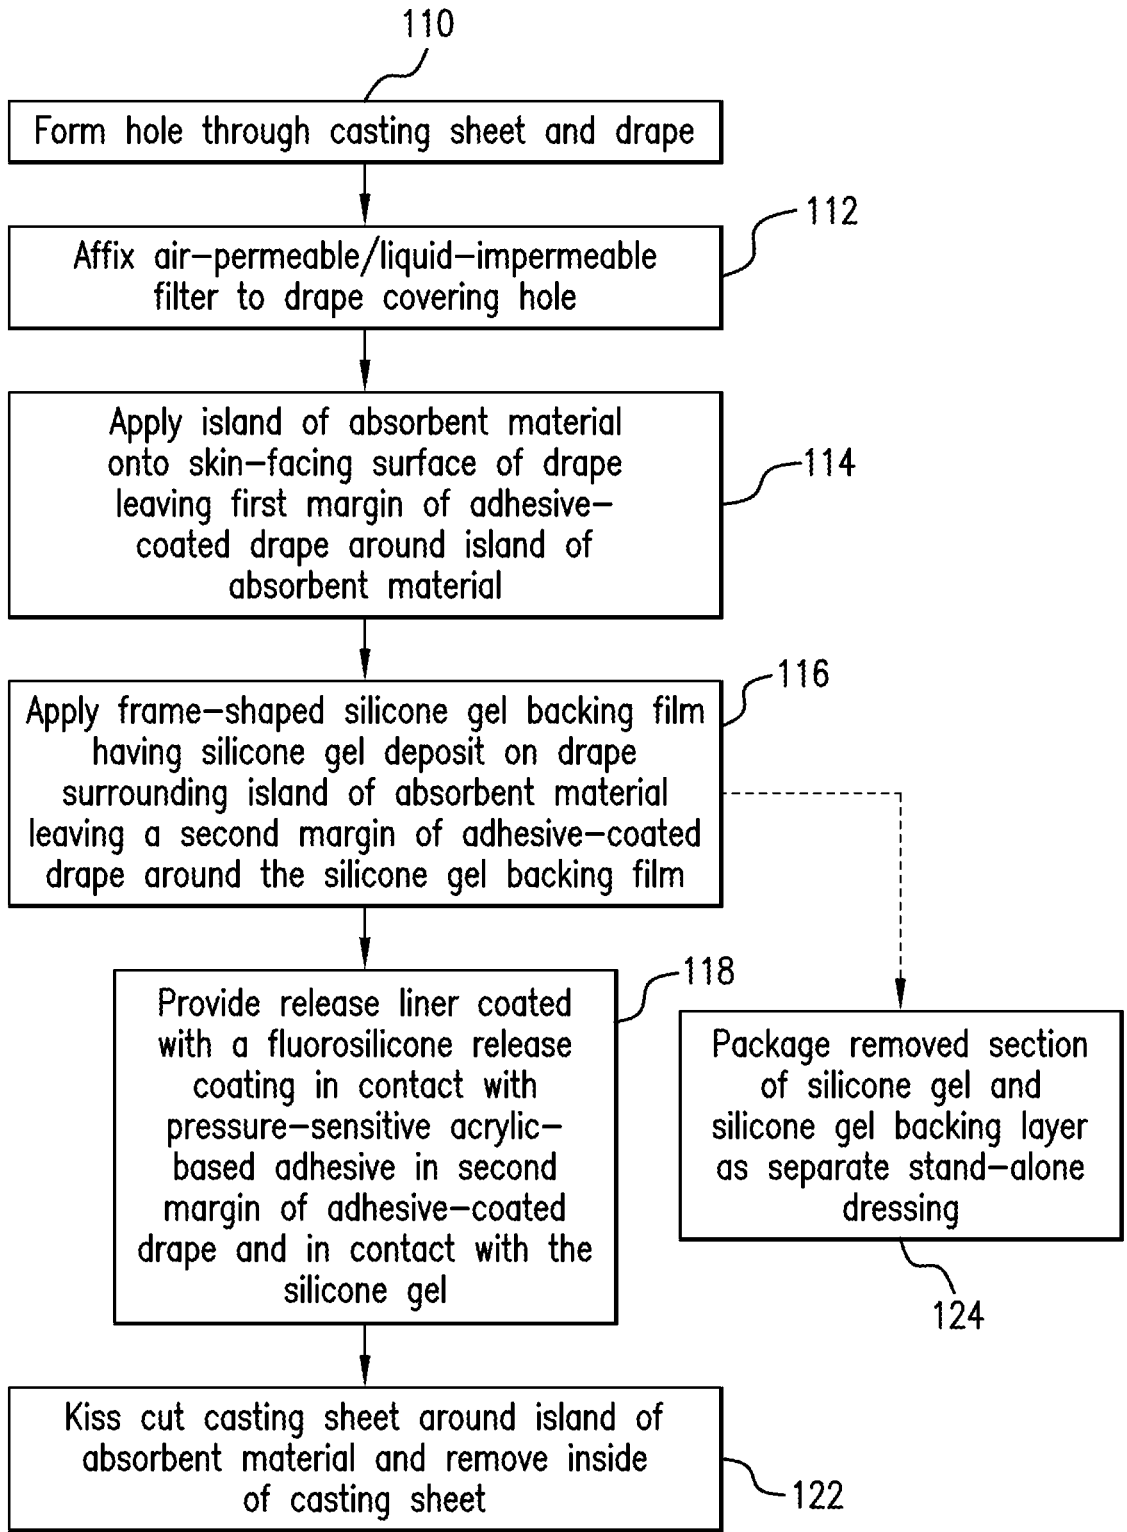 110
Form hole through casting sheet and drape
112
Affix air-permeable/liquid-impermeable
filter to drape covering hole
114
Apply island of absorbent material
onto skin-facing surface of drape
leaving first margin of adhesive-
coated drape around island of
absorbent material
116
Apply frame-shaped silicone gel backing film
having silicone gel deposit on drape
surrounding island of absorbent material
leaving a second margin of adhesive-coated
drape around the silicone gel backing film
118
Provide release liner coated
with a fluorosilicone release
coating in contact with
pressure-sensitive acrylic-
based adhesive in second
margin of adhesive-coated
drape and in contact with the
silicone gel
Package removed section
of silicone gel and
silicone gel backing layer
as separate stand-alone
dressing
124
Kiss cut casting sheet around island of
absorbent material and remove inside
of casting sheet
122